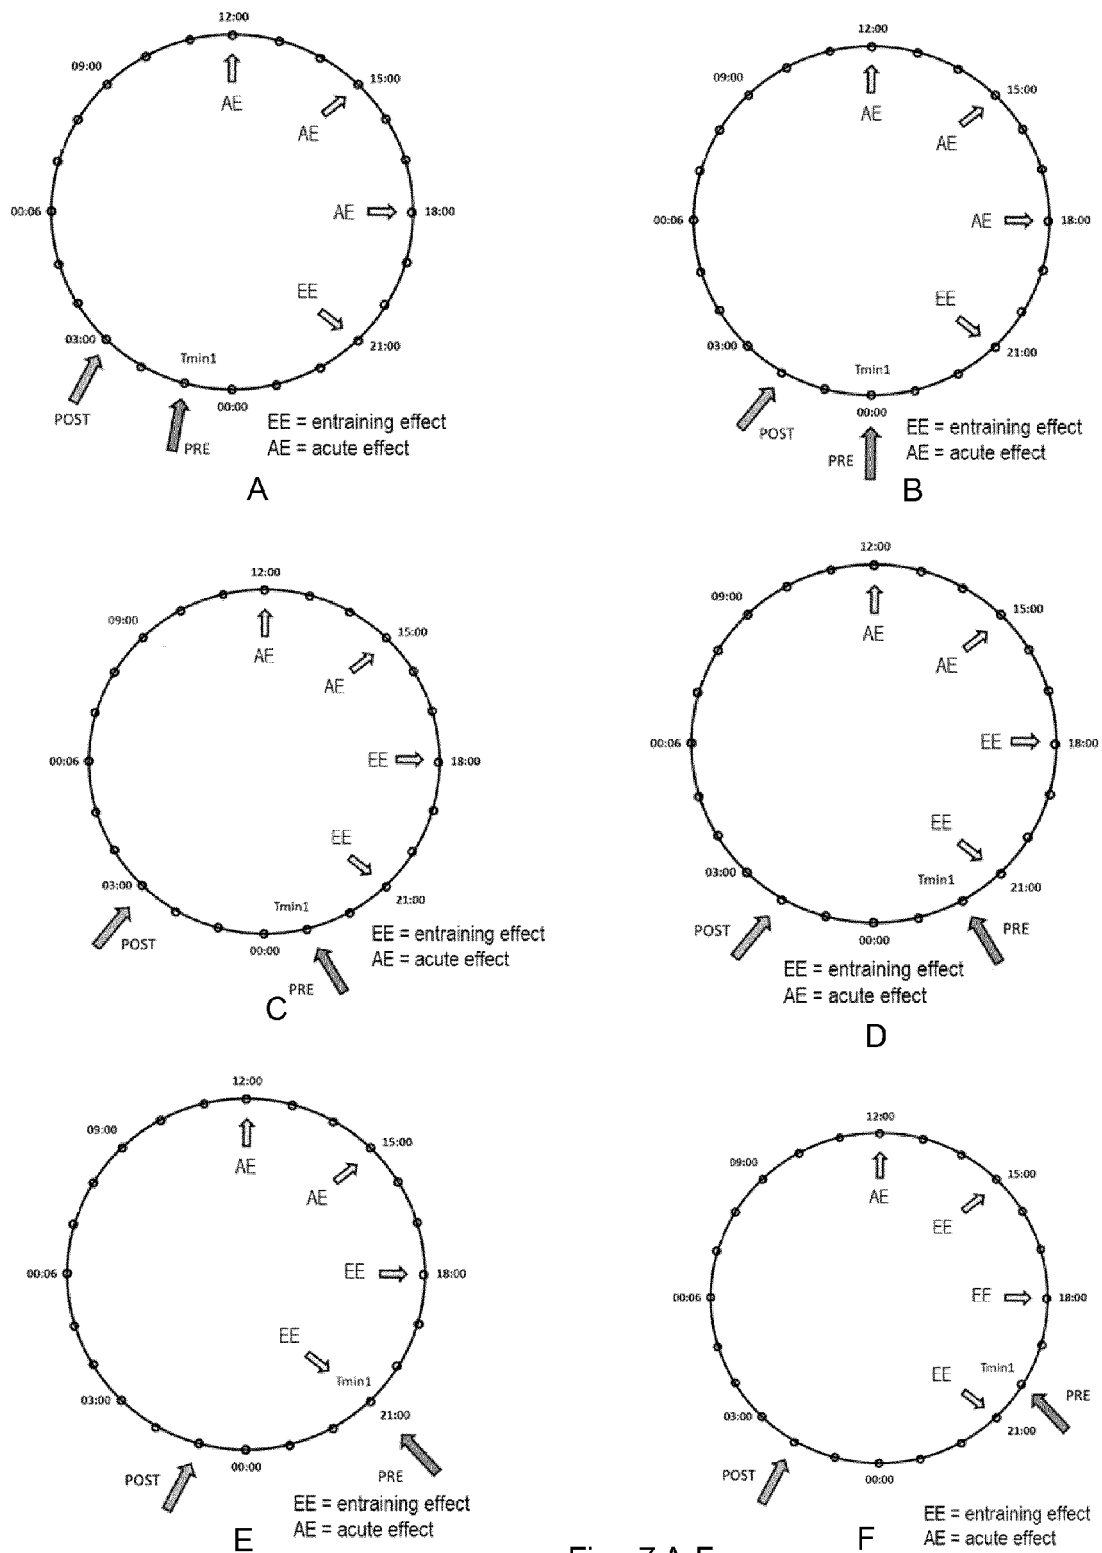 12:00
09:00
15:00
AE
AE
00:06
AE
18:00
EE
03:00
Tmin1
21:00
00:00
POST
PRE
EE = entraining effect
AE = acute effect
A
12:00
09:00
15:00
AE
AE
00:06
AE
18:00
EE
03:00
Tmin1
21:00
00:00
POST
PRE
EE = entraining effect
AE = acute effect
B
12:00
09:00
15:00
AE
AE
00:06
EE
18:00
EE
03:00
Tmin1
21:00
00:00
POST
PRE
EE = entraining effect
AE = acute effect
C
12:00
09:00
15:00
AE
AE
00:06
EE
18:00
EE
03:00
Tmin1
21:00
00:00
POST
PRE
EE = entraining effect
AE = acute effect
D
12:00
09:00
15:00
AE
AE
00:06
EE
18:00
EE
Tmin1
03:00
21:00
00:00
POST
PRE
EE = entraining effect
AE = acute effect
E
12:00
09:00
15:00
AE
EE
00:06
EE
18:00
Tmin1
EE
PRE
03:00
21:00
00:00
POST
EE = entraining effect
AE = acute effect
F